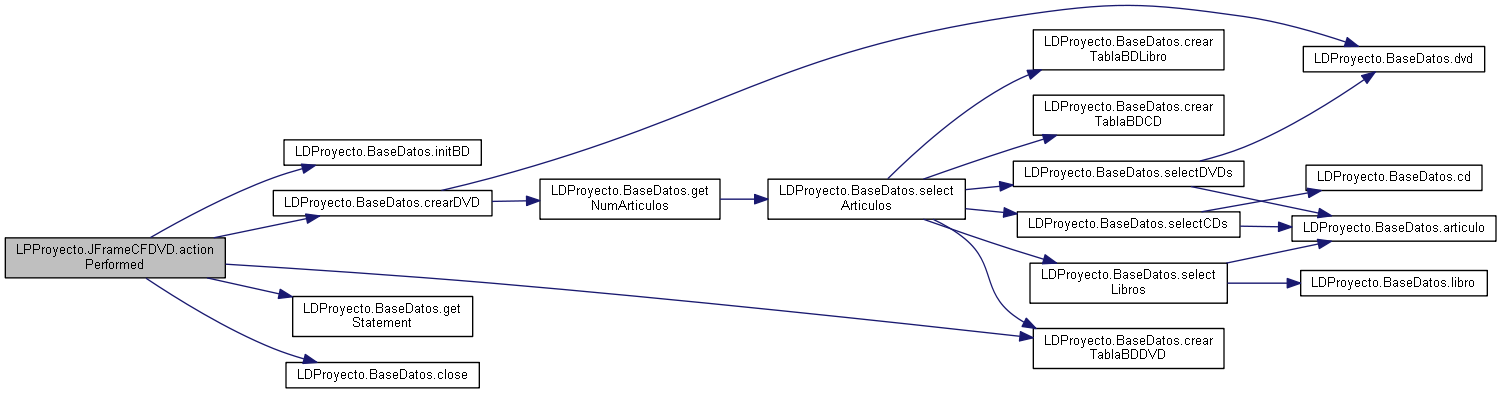 LPProyecto.JFrameCFDVD.action
Performed
LDProyecto.BaseDatos.initBD
LDProyecto.BaseDatos.crearDVD
LDProyecto.BaseDatos.get
Statement
LDProyecto.BaseDatos.close
LDProyecto.BaseDatos.get
NumArticulos
LDProyecto.BaseDatos.select
Articulos
LDProyecto.BaseDatos.crear
TablaBDLibro
LDProyecto.BaseDatos.crear
TablaBDCD
LDProyecto.BaseDatos.selectDVDs
LDProyecto.BaseDatos.selectCDs
LDProyecto.BaseDatos.select
Libros
LDProyecto.BaseDatos.crear
TablaBDDVD
LDProyecto.BaseDatos.dvd
LDProyecto.BaseDatos.cd
LDProyecto.BaseDatos.articulo
LDProyecto.BaseDatos.libro